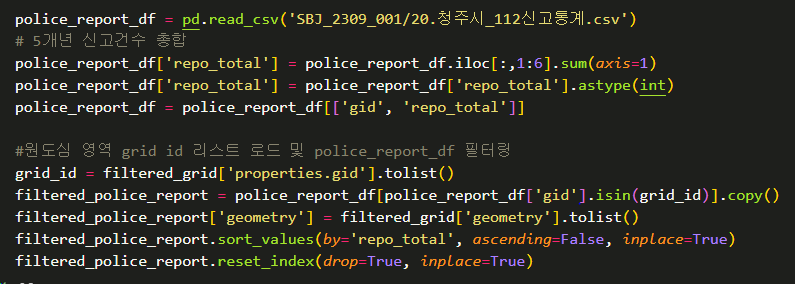 police_report_df = pd.read_csv('SBJ_2309_001/20.청주시_112신고통계.csv')
# 5개년 신고건수 총합
police_report_df['repo_total'] = police_report_df.iloc[:,1:6].sum(axis=1)
police_report_df['repo_total'] = police_report_df['repo_total'].astype(int)
police_report_df = police_report_df[['gid', 'repo_total']]
#원도심 영역 grid id 리스트 로드 및 police_report_df 필터링
grid_id = filtered_grid['properties.gid'].tolist()
filtered_police_report = police_report_df[police_report_df['gid'].isin(grid_id)].copy()
filtered_police_report['geometry'] = filtered_grid['geometry'].tolist()
filtered_police_report.sort_values(by='repo_total', ascending=False, inplace=True)
filtered_police_report.reset_index(drop=True, inplace=True)